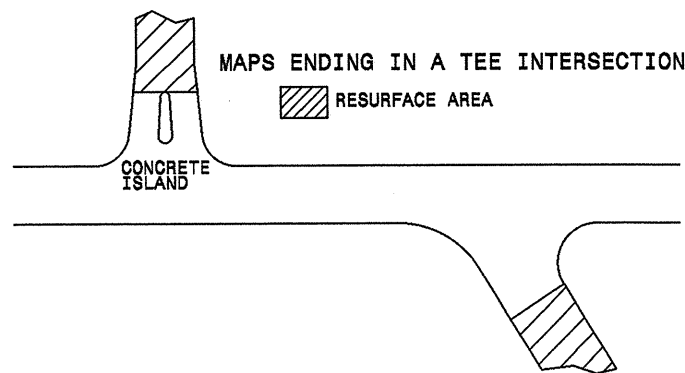 MAPS ENDING IN A TEE INTERSECTION
RESURFACE AREA
CONCRETE
ISLAND